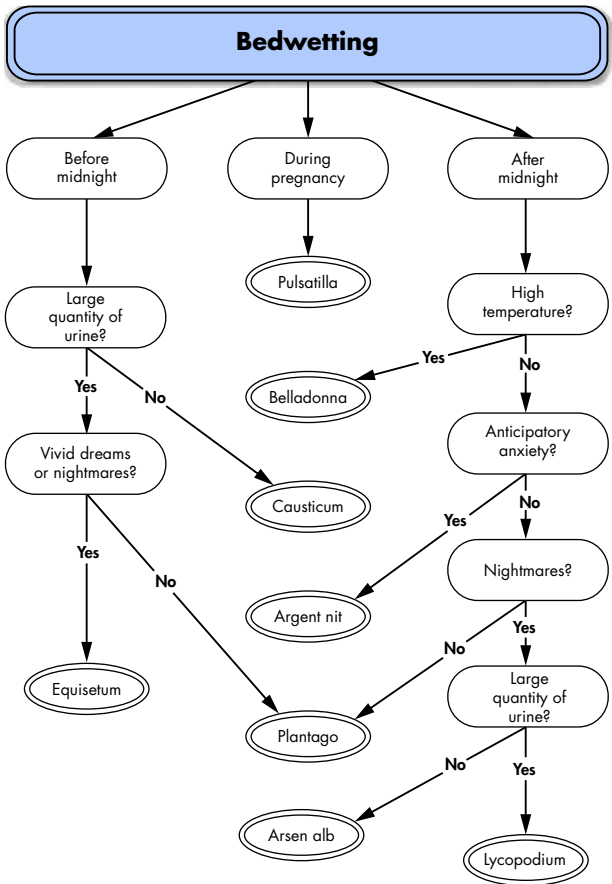 Bedwetting
Before
midnight
During
pregnancy
After
midnight
Pulsatilla
Large
quantity of
urine?
High
temperature?
Yes
No
Yes
No
Belladonna
Vivid dreams
or nightmares?
Anticipatory
anxiety?
Causticum
Yes
No
Yes
No
Nightmares?
Argent nit
No
Yes
Equisetum
Large
quantity of
urine?
Plantago
No
Yes
Arsen alb
Lycopodium